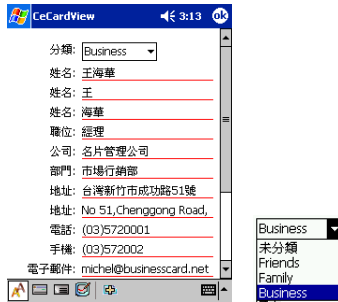 CeCardView 3:13 ok
分類: Business
姓名: 王海華
姓: 王
名: 海華
職位: 經理
公司: 名片管理公司
部門: 市場行銷部
地址: 台灣新竹市成功路51號
地址: No 51,Chenggong Road,
電話: (03)5720001
手機: (03)572002
電子郵件: michel@businesscard.net
Business
未分類
Friends
Family
Business